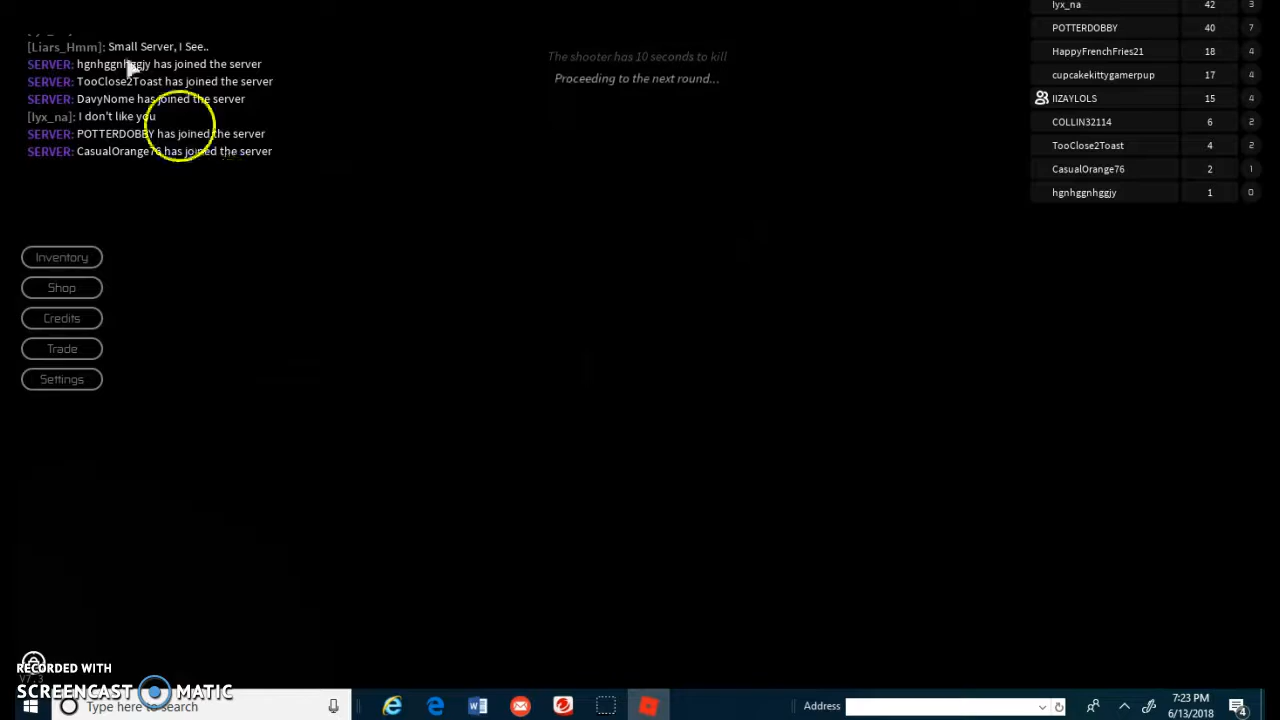 [Liars_Hmm]: Small Server, I See..
SERVER: hgnhggnhggjy has joined the server
SERVER: TooClose2Toast has joined the server
SERVER: DavyNome has joined the server
[lyx_na]: I don't like you
SERVER: POTTERDOBBY has joined the server
SERVER: CasualOrange76 has joined the server
The shooter has 10 seconds to kill
Proceeding to the next round...
lyx_na 42 3
POTTERDOBBY 40 7
HappyFrenchFries21 18 4
cupcakekittygamerpup 17 4
IIZAYLOLS 15 4
COLLIN32114 6 2
TooClose2Toast 4 2
CasualOrange76 2 1
hgnhggnhggjy 1 0
Inventory
Shop
Credits
Trade
Settings
RECORDED WITH
SCREENCAST MATIC
Type here to search
Address
7:23 PM
6/13/2018
4